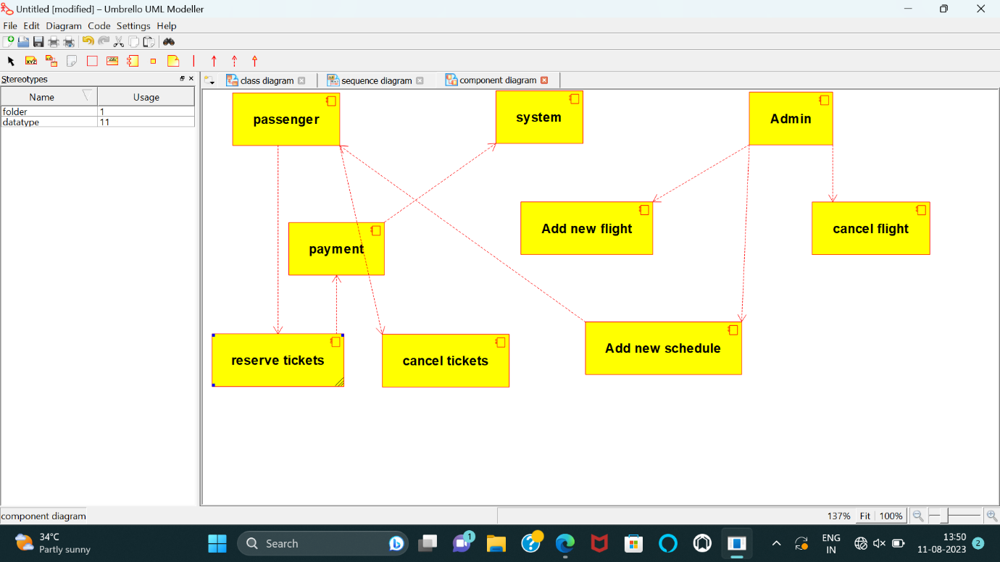 Untitled [modified] – Umbrello UML Modeller
File Edit Diagram Code Settings Help
Stereotypes
Name Usage
folder 1
datatype 11
class diagram sequence diagram component diagram
passenger
system
Admin
Add new flight
cancel flight
payment
Add new schedule
reserve tickets
cancel tickets
component diagram
137% Fit 100%
34°C
Partly sunny
Search
1
ENG
IN
13:50
11-08-2023
2